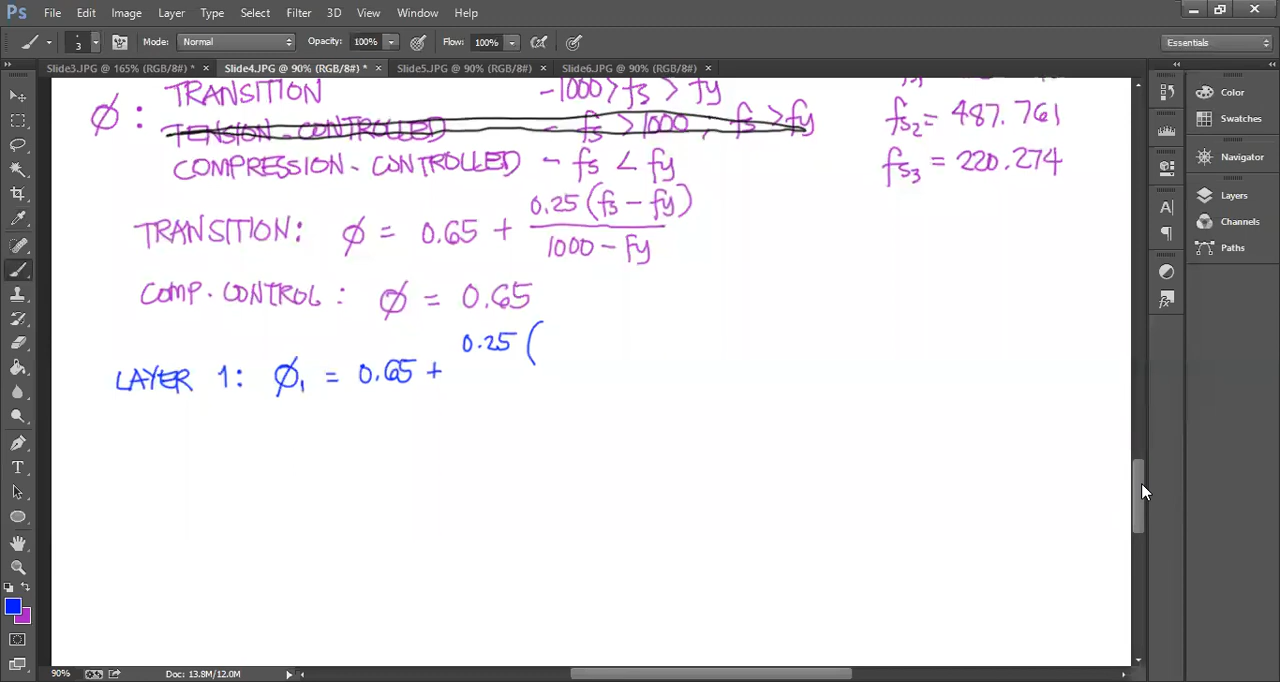 Ps File Edit Image Layer Type Select Filter 3D View Window Help
3 Mode: Normal Opacity: 100% Flow: 100% Essentials
Slide3.JPG @ 165% (RGB/8#) * × Slide4.JPG @ 90% (RGB/8#) * × Slide5.JPG @ 90% (RGB/8#) × Slide6.JPG @ 90% (RGB/8#) ×
TRANSITION - 1000 > fs > fy
φ :
TENSION - CONTROLLED - fs > 1000 , fs > fy
COMPRESSION - CONTROLLED - fs < fy
fs2 = 487.761
fs3 = 220.274
TRANSITION: φ = 0.65 + 0.25 (fs - fy) / 1000 - fy
COMP. CONTROL : φ = 0.65
0.25 (
LAYER 1: φ1 = 0.65 +
Color
Swatches
Navigator
Layers
Channels
Paths
90% Doc: 13.8M/12.0M